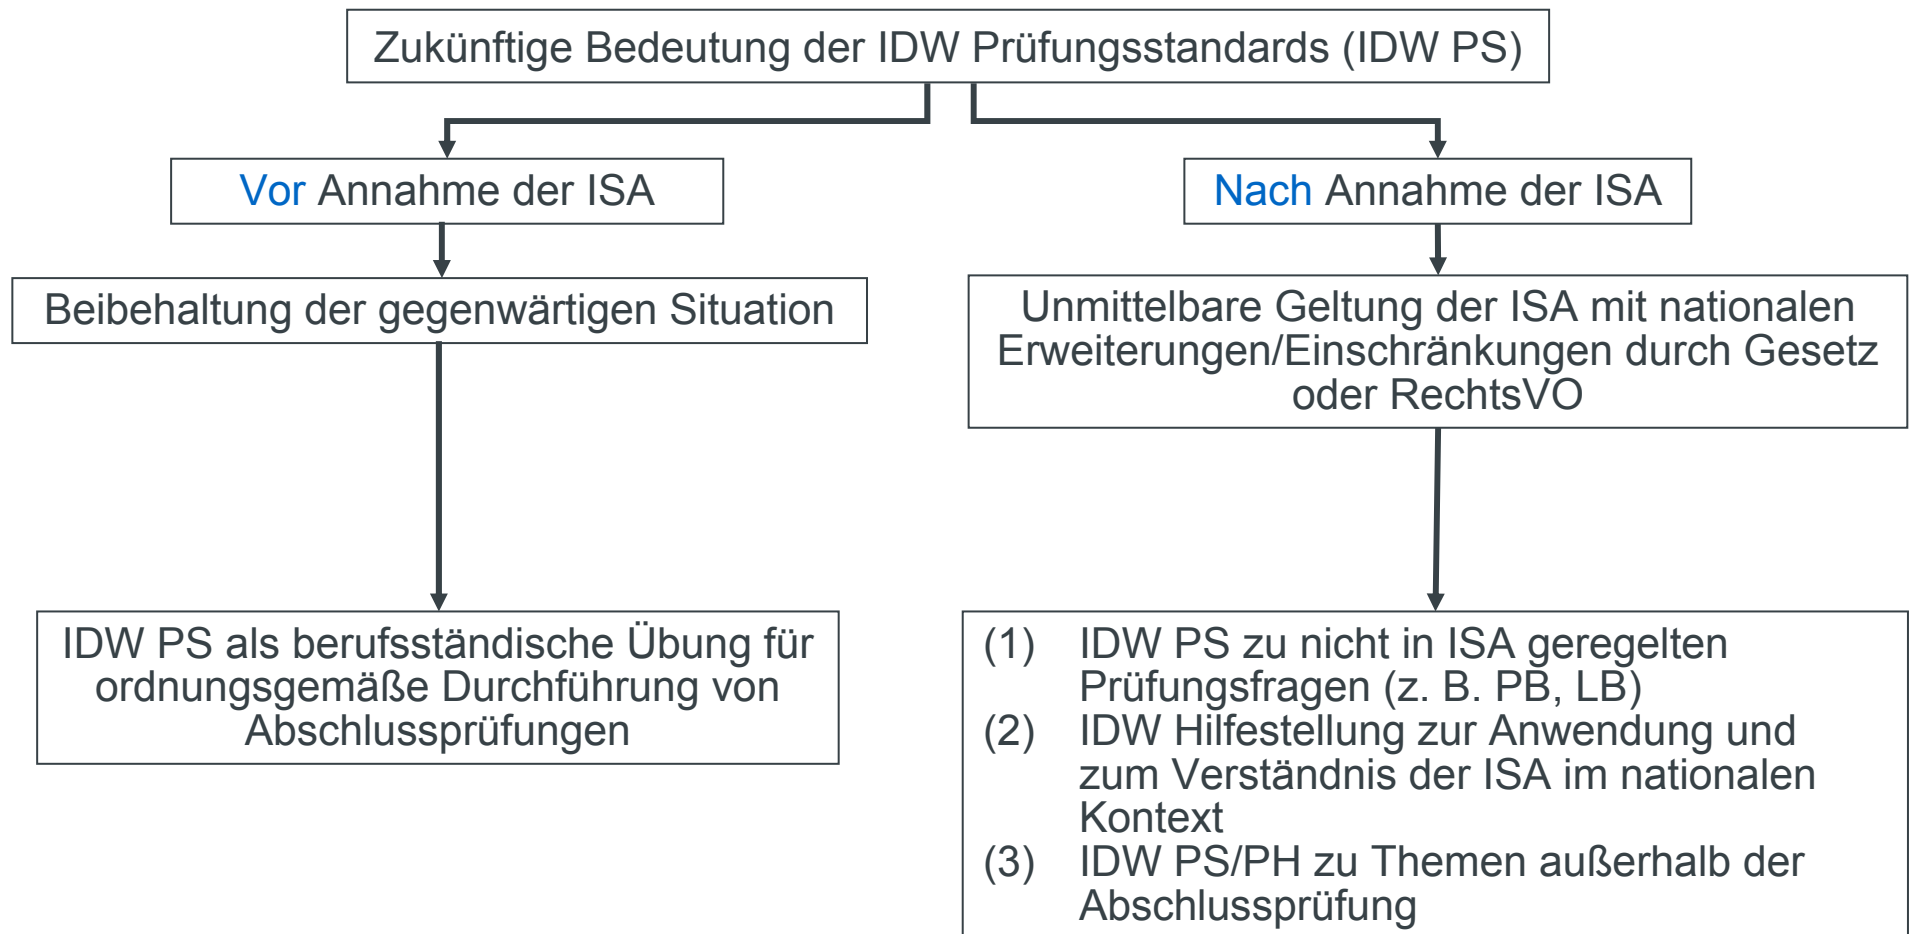 Zukünftige Bedeutung der IDW Prüfungsstandards (IDW PS)
Vor Annahme der ISA
Nach Annahme der ISA
Beibehaltung der gegenwärtigen Situation
Unmittelbare Geltung der ISA mit nationalen
Erweiterungen/Einschränkungen durch Gesetz
oder RechtsVO
IDW PS als berufsständische Übung für
ordnungsgemäße Durchführung von
Abschlussprüfungen
(1) IDW PS zu nicht in ISA geregelten
Prüfungsfragen (z. B. PB, LB)
(2) IDW Hilfestellung zur Anwendung und
zum Verständnis der ISA im nationalen
Kontext
(3) IDW PS/PH zu Themen außerhalb der
Abschlussprüfung